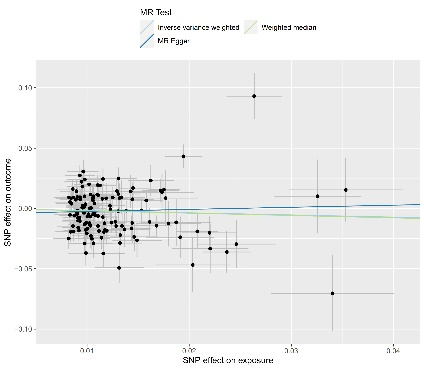 MR Test
Inverse variance weighted
Weighted median
MR Egger
0.10
0.05
0.00
-0.05
-0.10
SNP effect on outcome
0.01
0.02
0.03
0.04
SNP effect on exposure